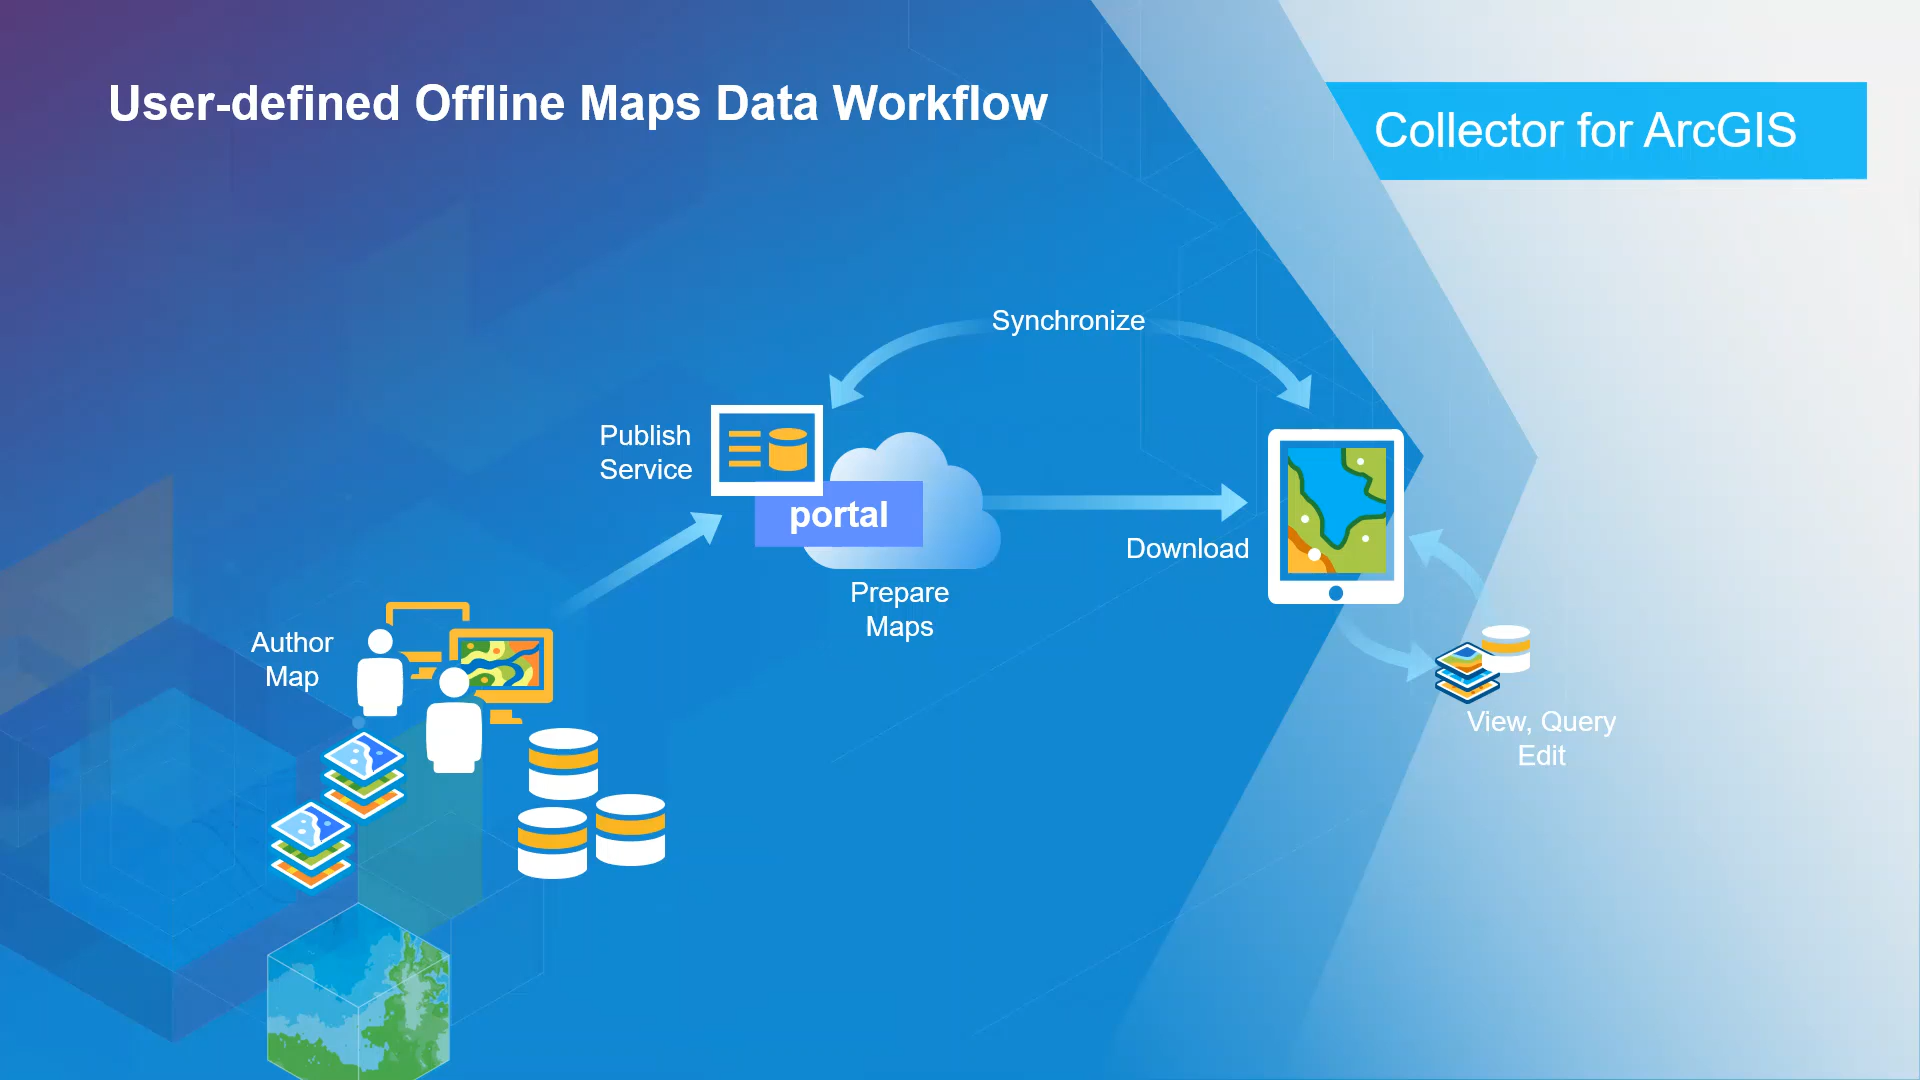 User-defined Offline Maps Data Workflow
Collector for ArcGIS
Synchronize
Publish
Service
portal
Download
Prepare
Maps
Author
Map
View, Query
Edit